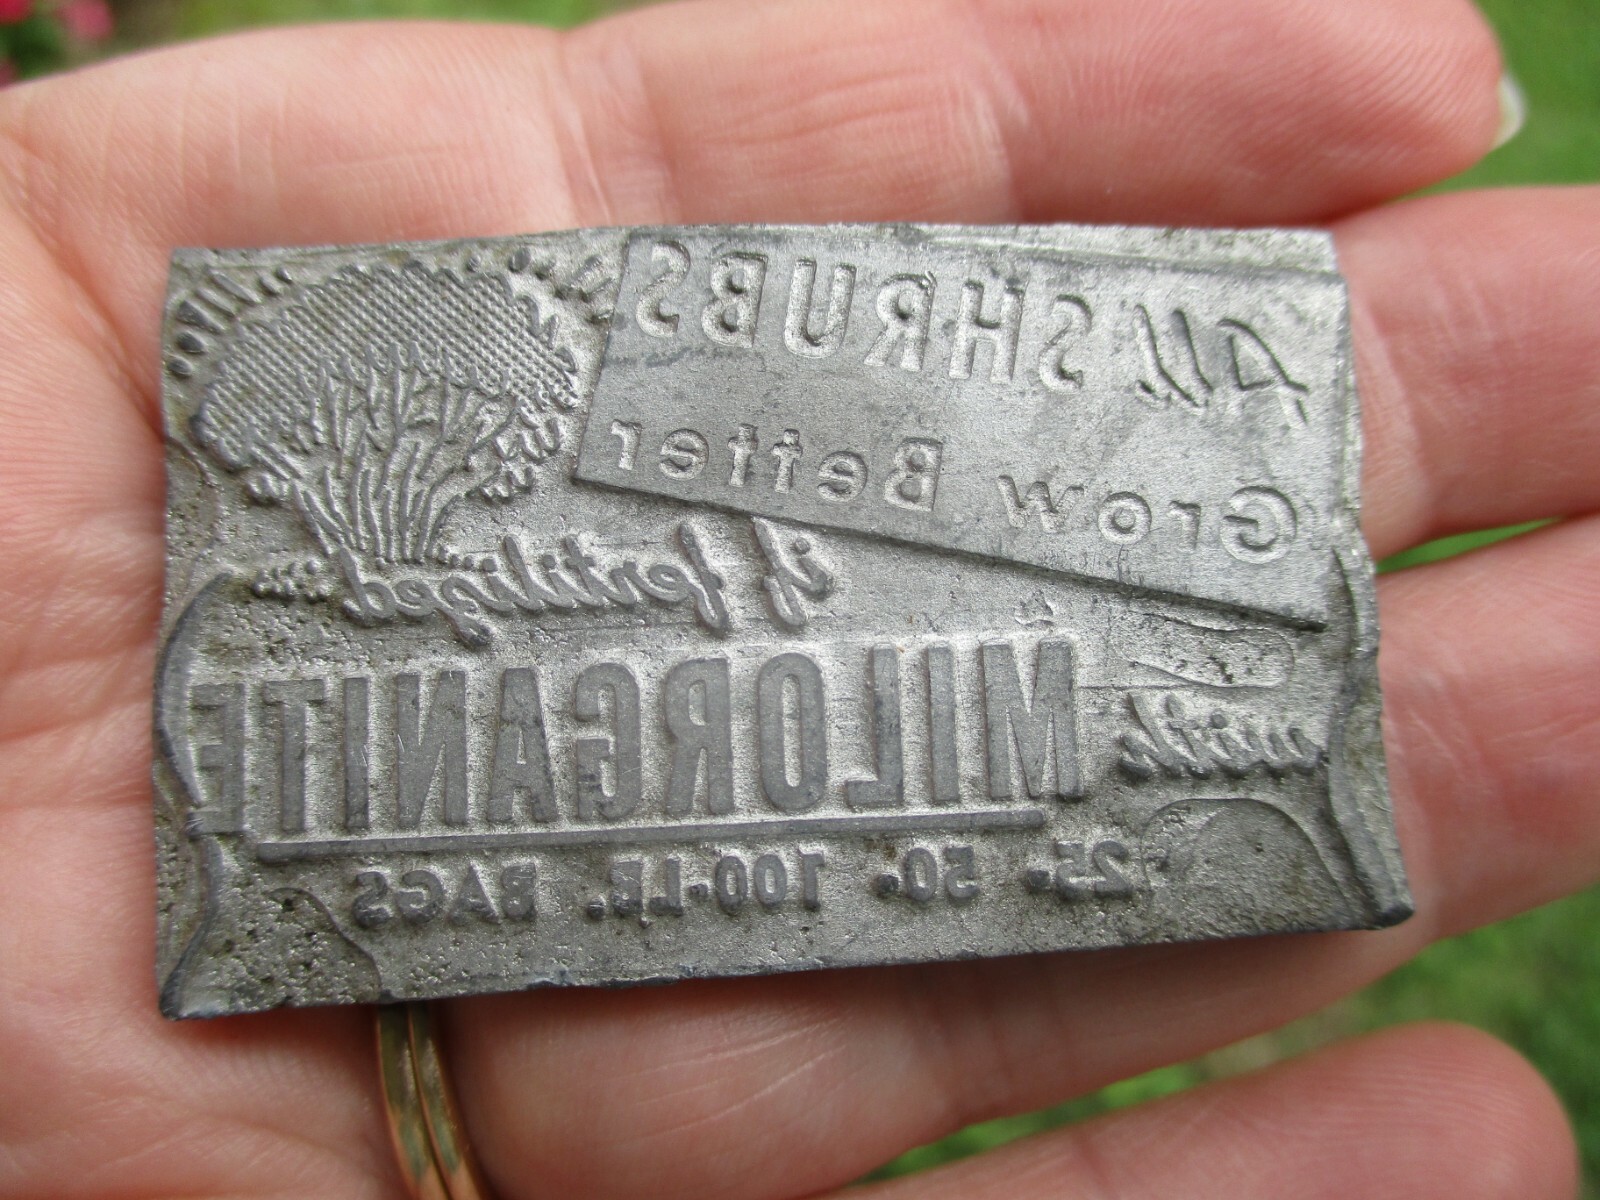 All SHRUBS
Grow Better
if fertilized
with MILORGANITE
25- 50- 100-LB. BAGS